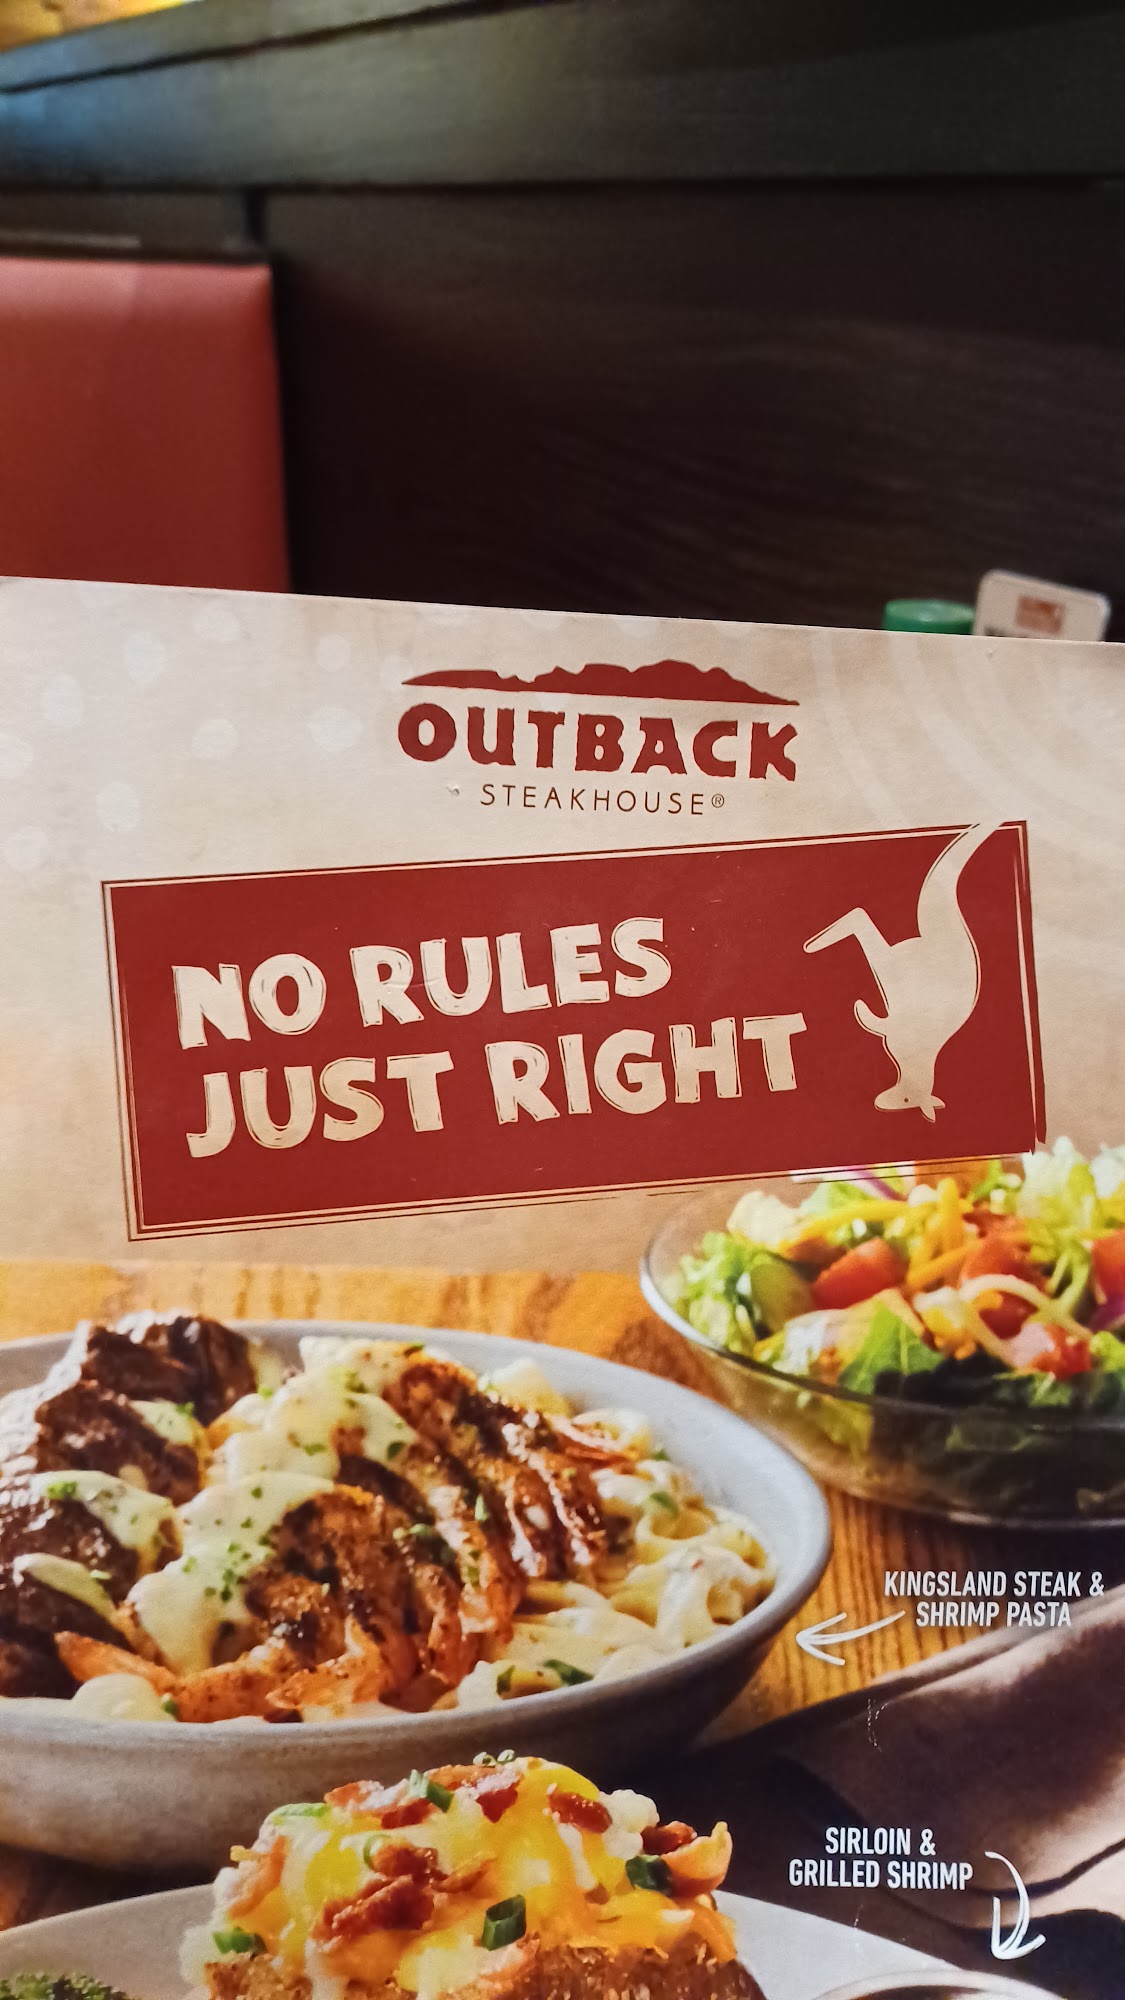 OUTBACK
STEAKHOUSE®
NO RULES
JUST RIGHT
KINGSLAND STEAK &
SHRIMP PASTA
SIRLOIN &
GRILLED SHRIMP